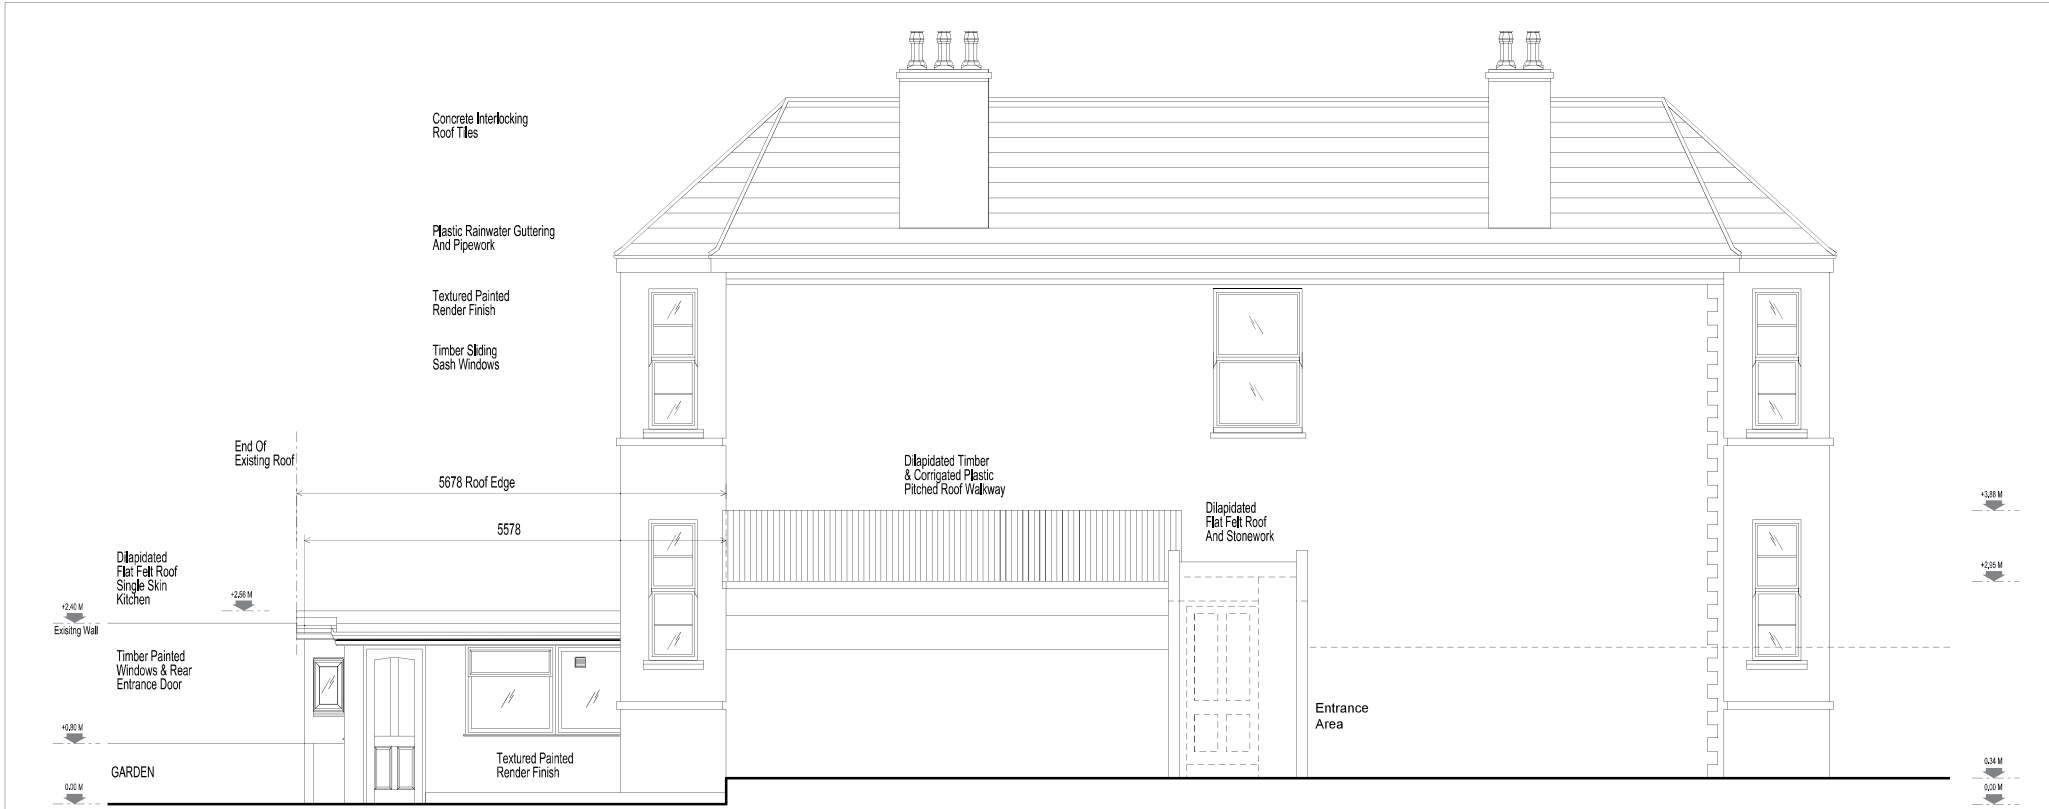 Concrete Interlocking
Roof Tiles
Plastic Rainwater Guttering
And Pipework
Textured Painted
Render Finish
Timber Sliding
Sash Windows
End Of
Existing Roof
5678 Roof Edge
5578
Dilapidated Timber
& Corrigated Plastic
Pitched Roof Walkway
Dilapidated
Flat Felt Roof
And Stonework
Dilapidated
Flat Felt Roof
Single Skin
Kitchen
+2.56 M
+2.40 M
Exisitng Wall
Timber Painted
Windows & Rear
Entrance Door
+0.80 M
GARDEN
0.00 M
Textured Painted
Render Finish
Entrance
Area
+3.88 M
+2.95 M
0.34 M
0.00 M